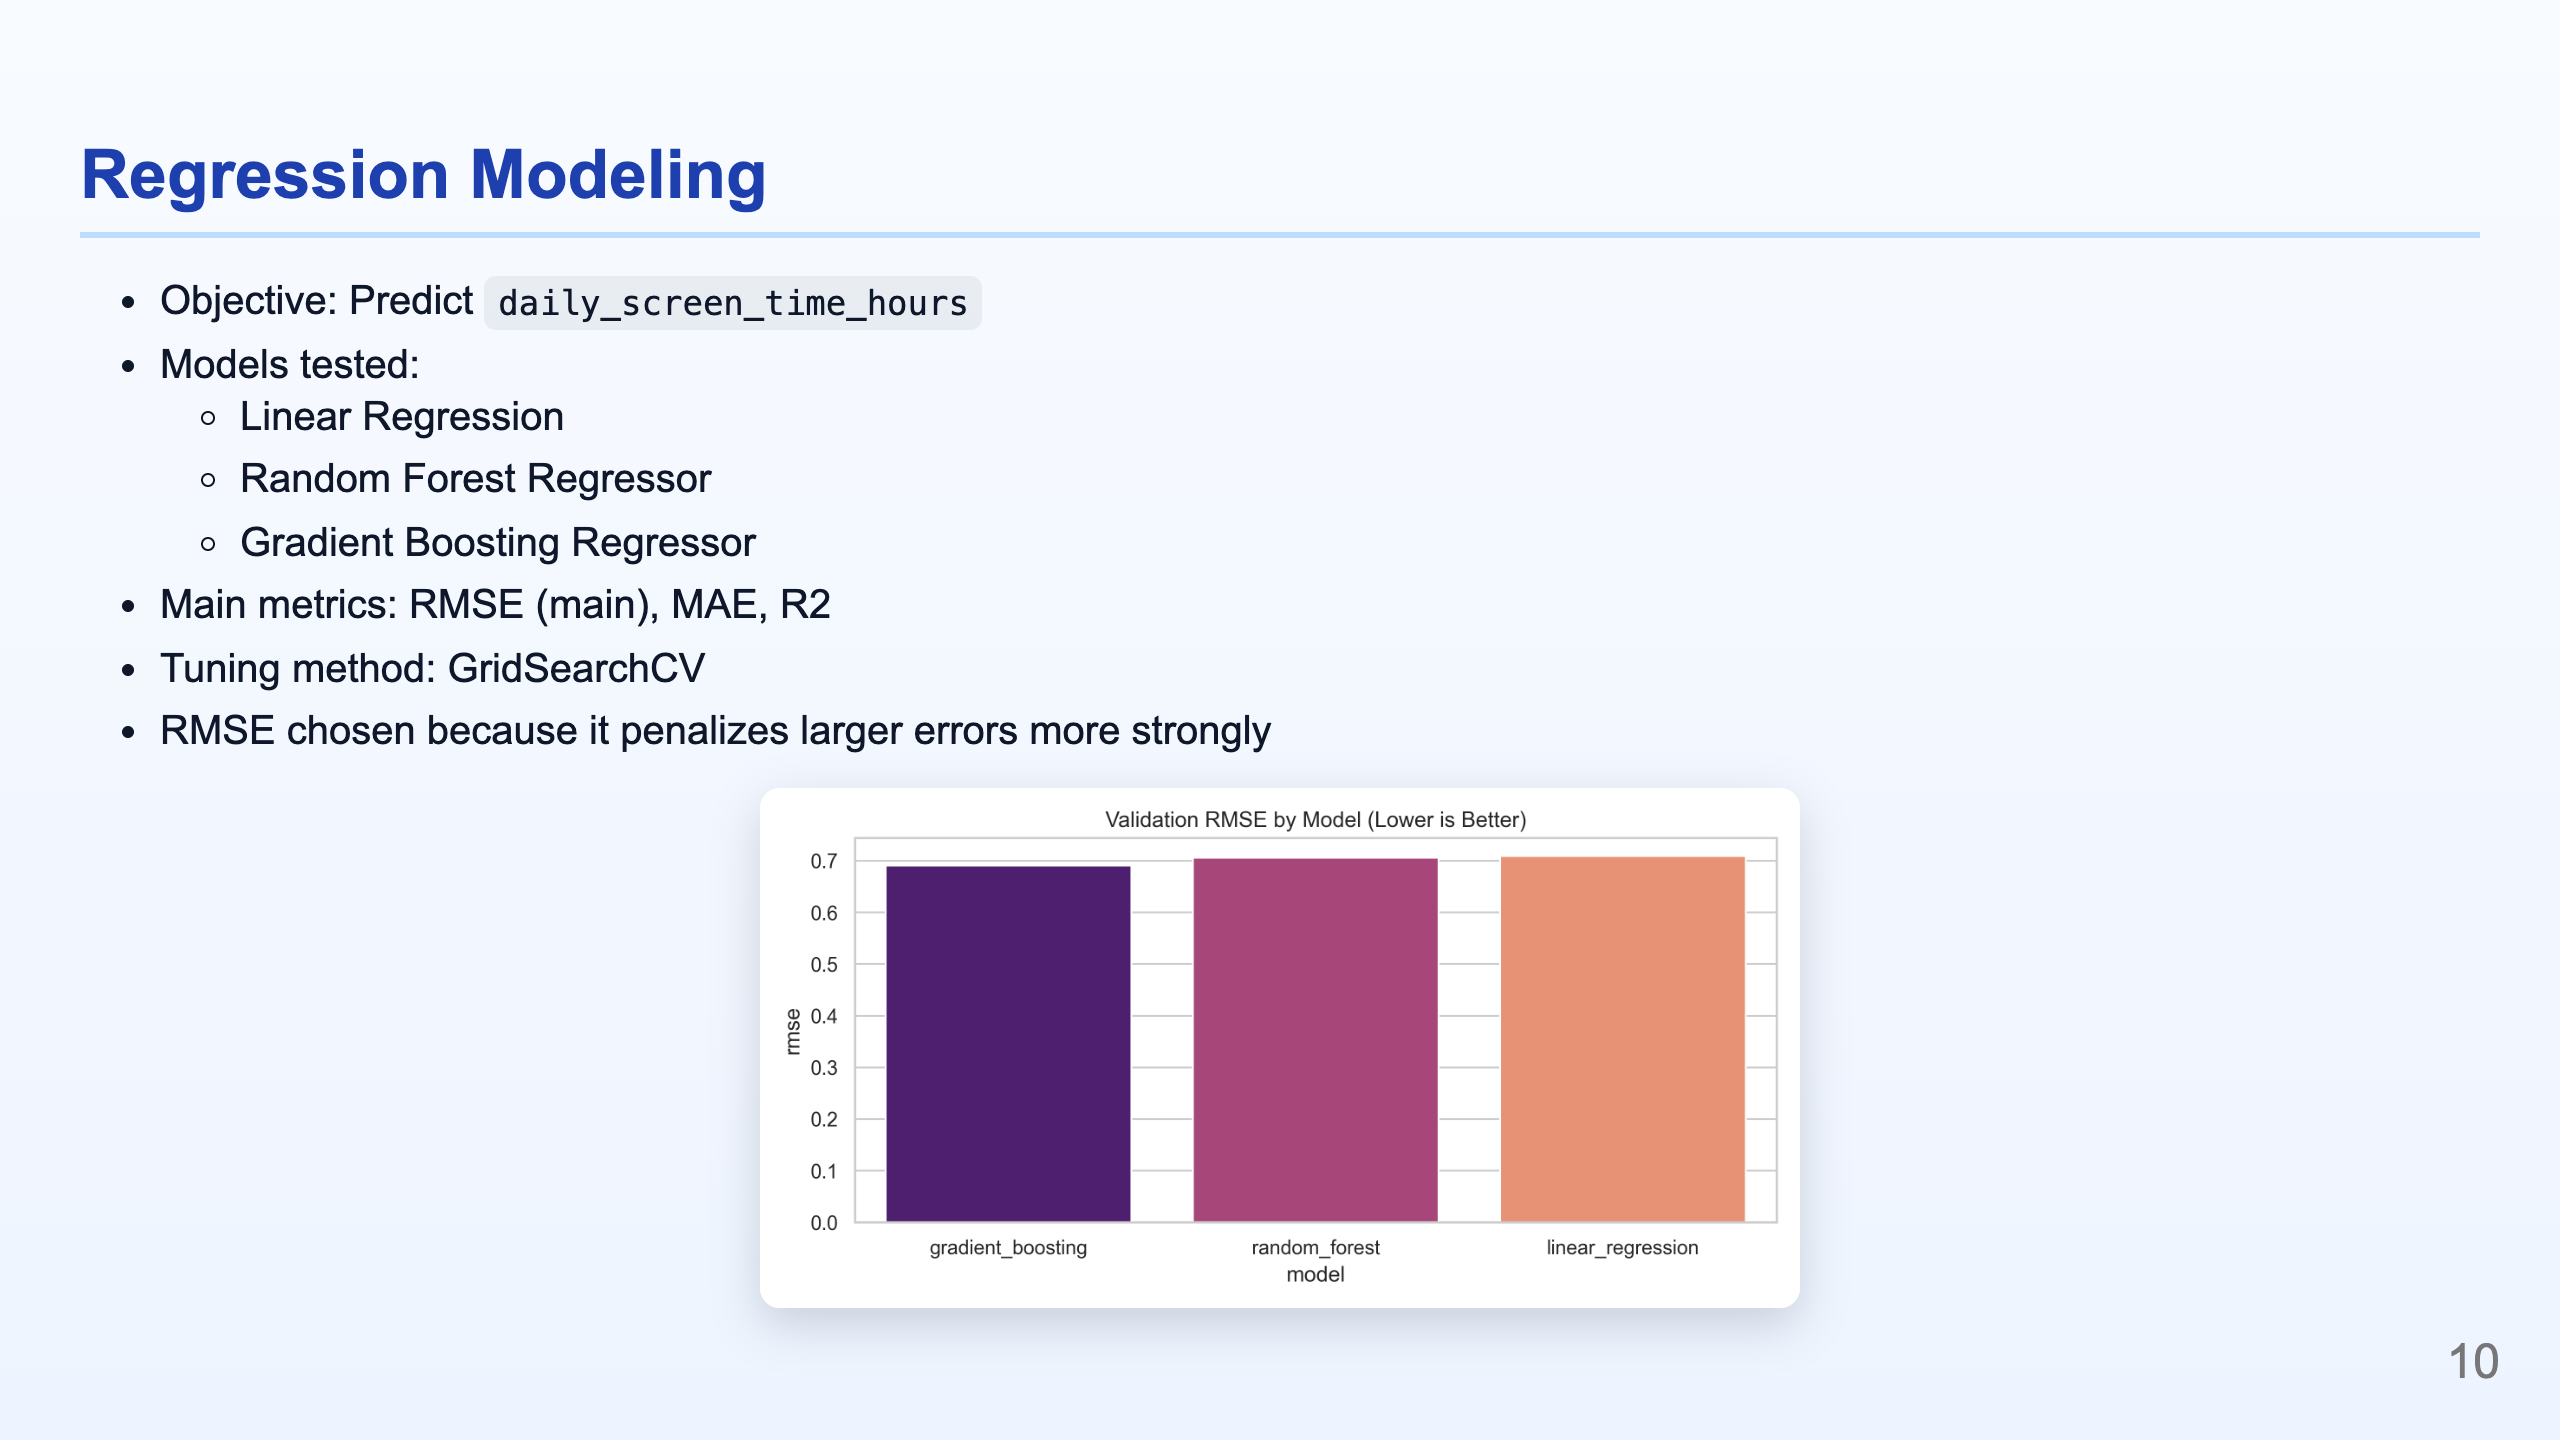 Regression Modeling
Objective: Predict daily_screen_time_hours
Models tested:
Linear Regression
Random Forest Regressor
Gradient Boosting Regressor
Main metrics: RMSE (main), MAE, R2
Tuning method: GridSearchCV
RMSE chosen because it penalizes larger errors more strongly
Validation RMSE by Model (Lower is Better)
rmse
0.7
0.6
0.5
0.4
0.3
0.2
0.1
0.0
gradient_boosting
random_forest
linear_regression
model
10